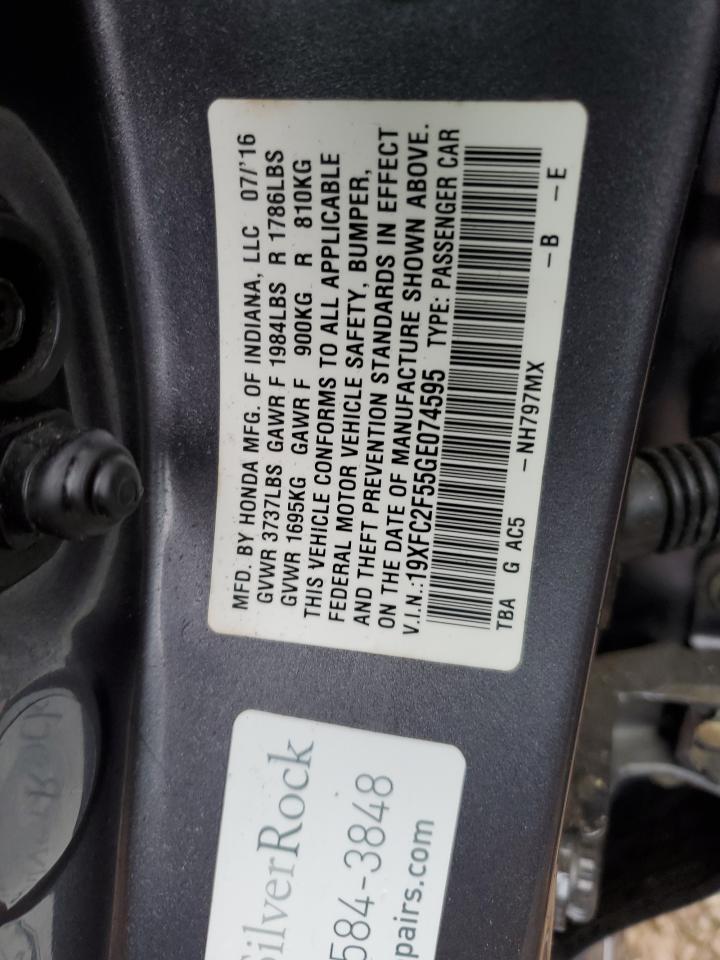 MFD. BY HONDA MFG. OF INDIANA, LLC 07/'16
GVWR 3737LBS GAWR F 1984LBS R 1786LBS
GVWR 1695KG GAWR F 900KG R 810KG
THIS VEHICLE CONFORMS TO ALL APPLICABLE
FEDERAL MOTOR VEHICLE SAFETY, BUMPER,
AND THEFT PREVENTION STANDARDS IN EFFECT
ON THE DATE OF MANUFACTURE SHOWN ABOVE.
V.I.N.:19XFC2F55GE074595 TYPE: PASSENGER CAR
TBA G AC5 -NH797MX -B -E
SilverRock
584-3848
pairs.com